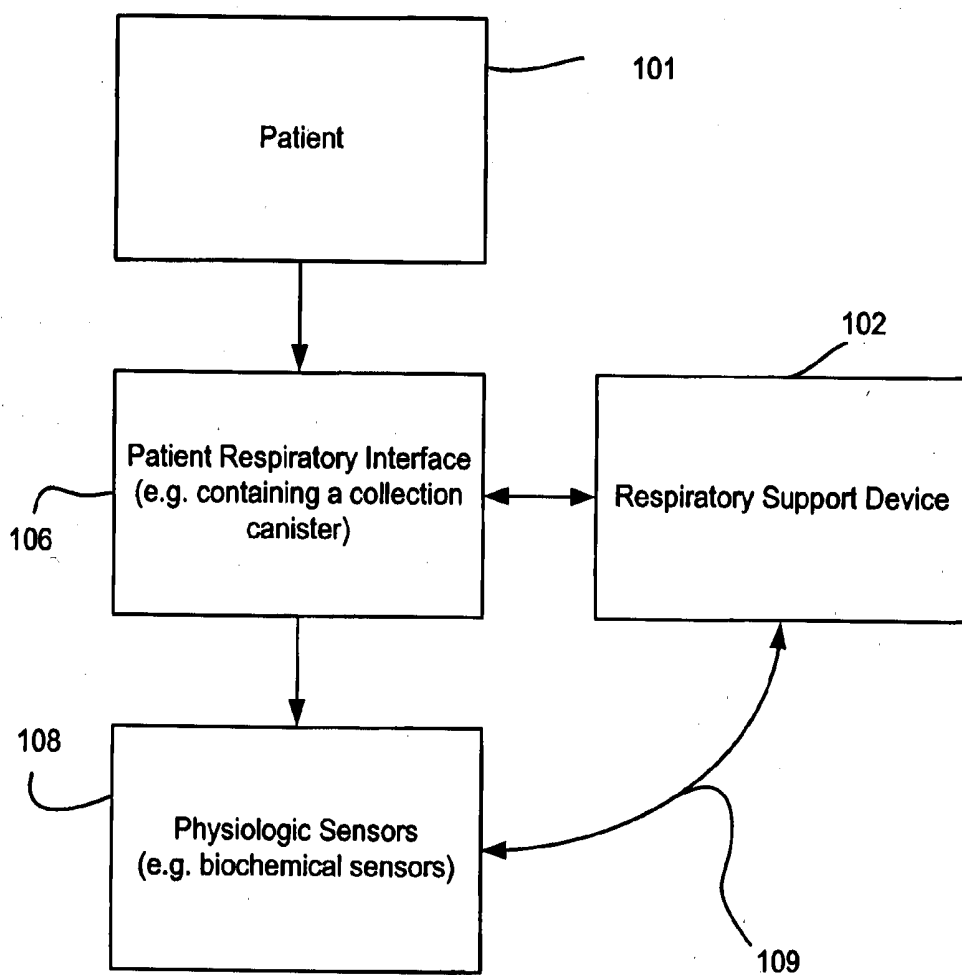 101
Patient
102
Patient Respiratory Interface
(e.g. containing a collection
canister)
Respiratory Support Device
106
108
Physiologic Sensors
(e.g. biochemical sensors)
109